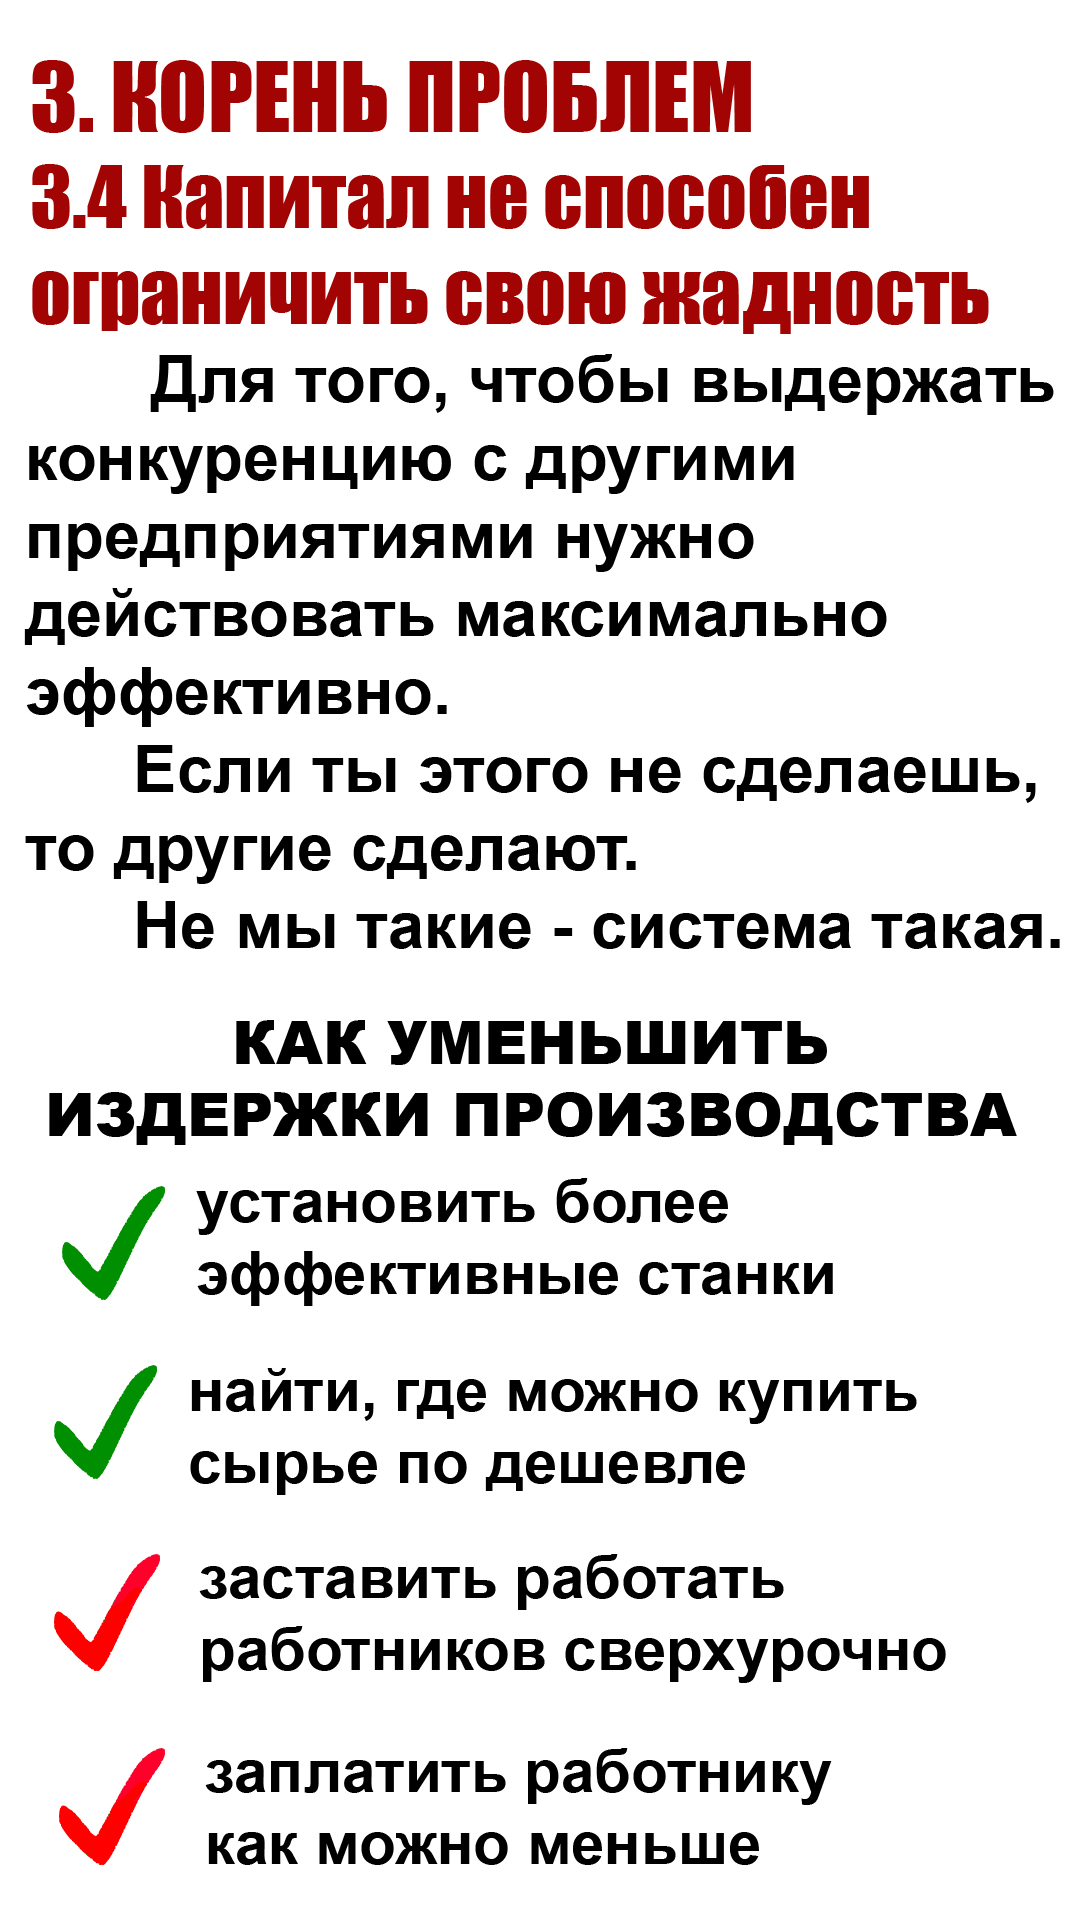 3. КОРЕНЬ ПРОБЛЕМ
3.4 Капитал не способен
ограничить свою жадность
Для того, чтобы выдержать
конкуренцию с другими
предприятиями нужно
действовать максимально
эффективно.
Если ты этого не сделаешь,
то другие сделают.
Не мы такие - система такая.
КАК УМЕНЬШИТЬ
ИЗДЕРЖКИ ПРОИЗВОДСТВА
установить более
эффективные станки
найти, где можно купить
сырье по дешевле
заставить работать
работников сверхурочно
заплатить работнику
как можно меньше